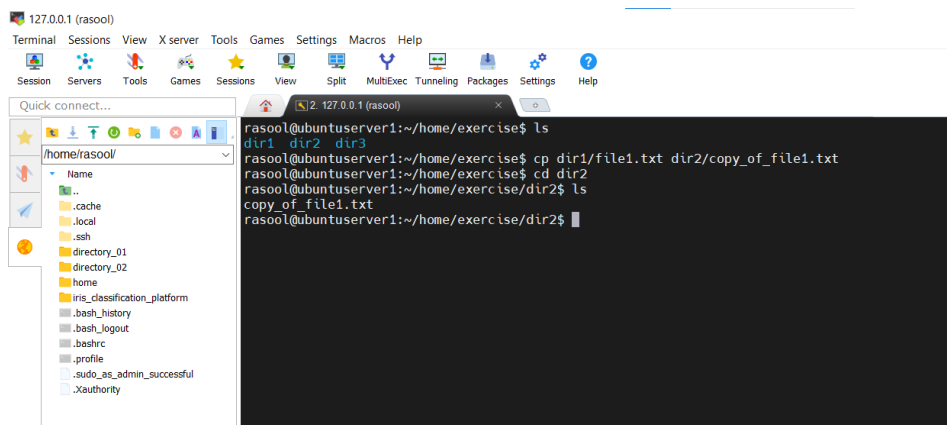 127.0.0.1 (rasool)
Terminal Sessions View X server Tools Games Settings Macros Help
Session Servers Tools Games Sessions View Split MultiExec Tunneling Packages Settings Help
Quick connect...
2. 127.0.0.1 (rasool)
/home/rasool/
Name
..
.cache
.local
.ssh
directory_01
directory_02
home
iris_classification_platform
.bash_history
.bash_logout
.bashrc
.profile
.sudo_as_admin_successful
.Xauthority
rasool@ubuntuserver1:~/home/exercise$ ls
dir1 dir2 dir3
rasool@ubuntuserver1:~/home/exercise$ cp dir1/file1.txt dir2/copy_of_file1.txt
rasool@ubuntuserver1:~/home/exercise$ cd dir2
rasool@ubuntuserver1:~/home/exercise/dir2$ ls
copy_of_file1.txt
rasool@ubuntuserver1:~/home/exercise/dir2$